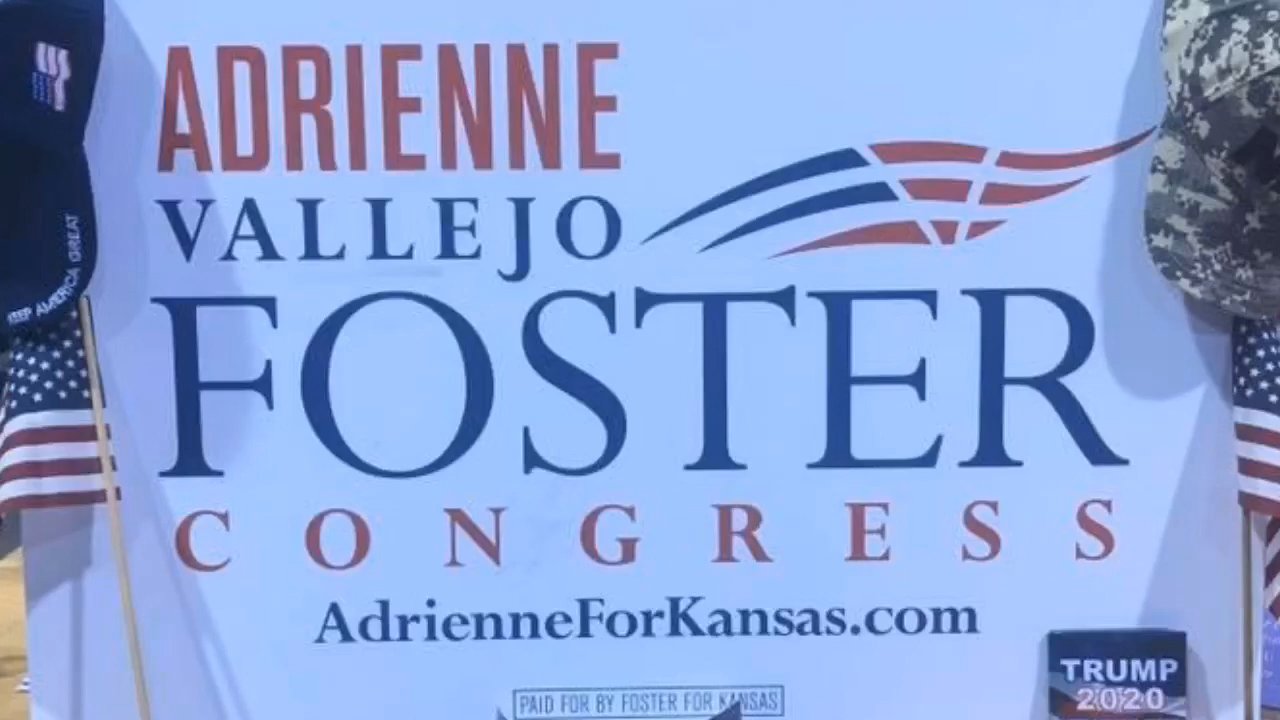 ADRIENNE
VALLEJO
FOSTER
CONGRESS
AdrienneForKansas.com
PAID FOR BY FOSTER FOR KANSAS
KEEP AMERICA GREAT
TRUMP
2020